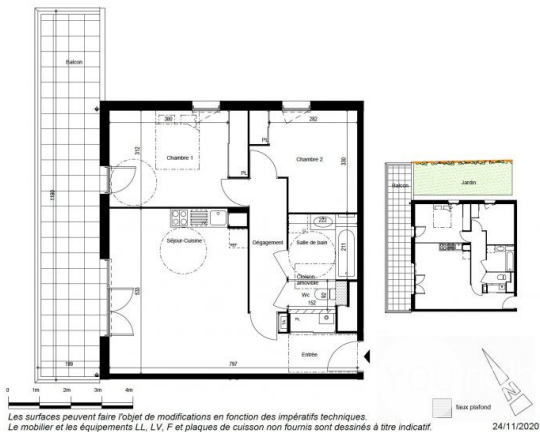 Balcon
1190
199
360
312
Chambre 1
PL
PL
282
330
Chambre 2
Séjour-Cuisine
533
797
Dégagement
Salle de bain
211
Cloison
amovible
Wc
92
152
PL
Entrée
Balcon
Jardin
0 1m 2m 3m 4m
faux plafond
N
Les surfaces peuvent faire l'objet de modifications en fonction des impératifs techniques.
Le mobilier et les équipements LL, LV, F et plaques de cuisson non fournis sont dessinés à titre indicatif.
24/11/2020